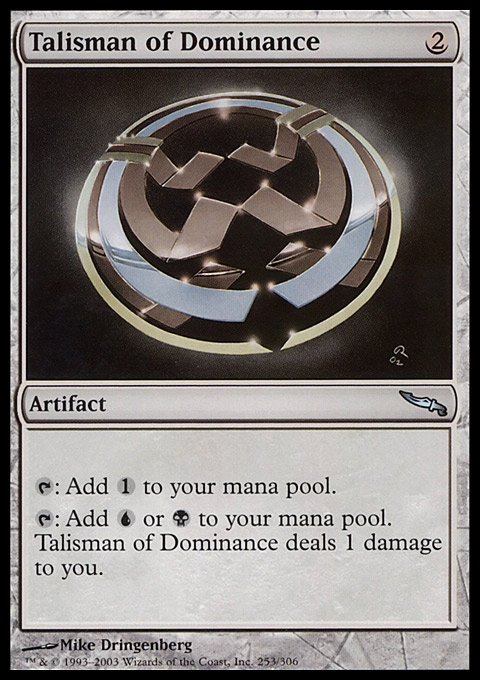 Talisman of Dominance 2
Artifact
: Add 1 to your mana pool.
: Add or to your mana pool.
Talisman of Dominance deals 1 damage
to you.
Mike Dringenberg
™ & © 1993–2003 Wizards of the Coast, Inc. 253/306